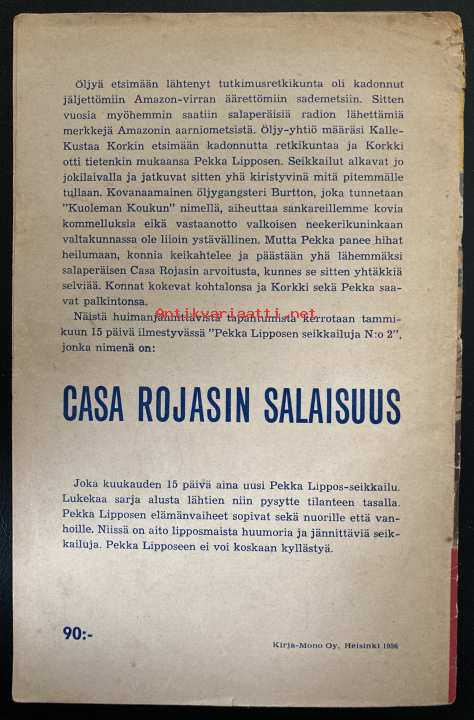 Öljyä etsimään lähtenyt tutkimusretkikunta oli kadonnut
jäljettömiin Amazon-virran äärettömiin sademetsiin. Sitten
vuosia myöhemmin saatiin salaperäisiä radion lähettämiä
merkkejä Amazonin aarniometsistä. Öljy-yhtiö määräsi Kalle-
Kustaa Korkin etsimään kadonnutta retkikuntaa ja Korkki
otti tietenkin mukaansa Pekka Lipposen. Seikkailut alkavat jo
jokilaivalla ja jatkuvat sitten yhä kiristyvinä mitä pitemmälle
tullaan. Kovanaamainen öljygangsteri Burtton, joka tunnetaan
"Kuoleman Koukun" nimellä, aiheuttaa sankareillemme kovia
kommelluksia eikä vastaanotto valkoisen neekerikuninkaan
valtakunnassa ole liioin ystävällinen. Mutta Pekka panee hihat
heilumaan, konnia keikahtelee ja päästään yhä lähemmäksi
salaperäisen Casa Rojasin arvoitusta, kunnes se sitten yhtäkkiä
selviää. Konnat kokevat kohtalonsa ja Korkki sekä Pekka saa-
vat palkintonsa.
Näistä huimanjännittävistä tapahtumista kerrotaan tammi-
Antikvariaatti.net
kuun 15 päivä ilmestyvässä "Pekka Lipposen seikkailuja N:o 2",
jonka nimenä on:
CASA ROJASIN SALAISUUS
Joka kuukauden 15 päivä aina uusi Pekka Lippos-seikkailu.
Lukekaa sarja alusta lähtien niin pysytte tilanteen tasalla.
Pekka Lipposen elämänvaiheet sopivat sekä nuorille että van-
hoille. Niissä on aito lipposmaista huumoria ja jännittäviä seik-
kailuja. Pekka Lipposeen ei voi koskaan kyllästyä.
90:-
Kirja-Mono Oy, Helsinki 1956